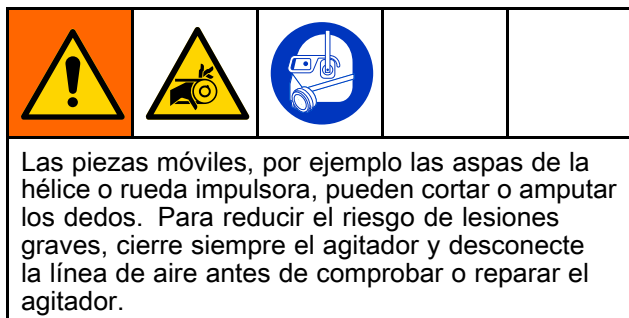 Las piezas móviles, por ejemplo las aspas de la
hélice o rueda impulsora, pueden cortar o amputar
los dedos. Para reducir el riesgo de lesiones
graves, cierre siempre el agitador y desconecte
la línea de aire antes de comprobar o reparar el
agitador.